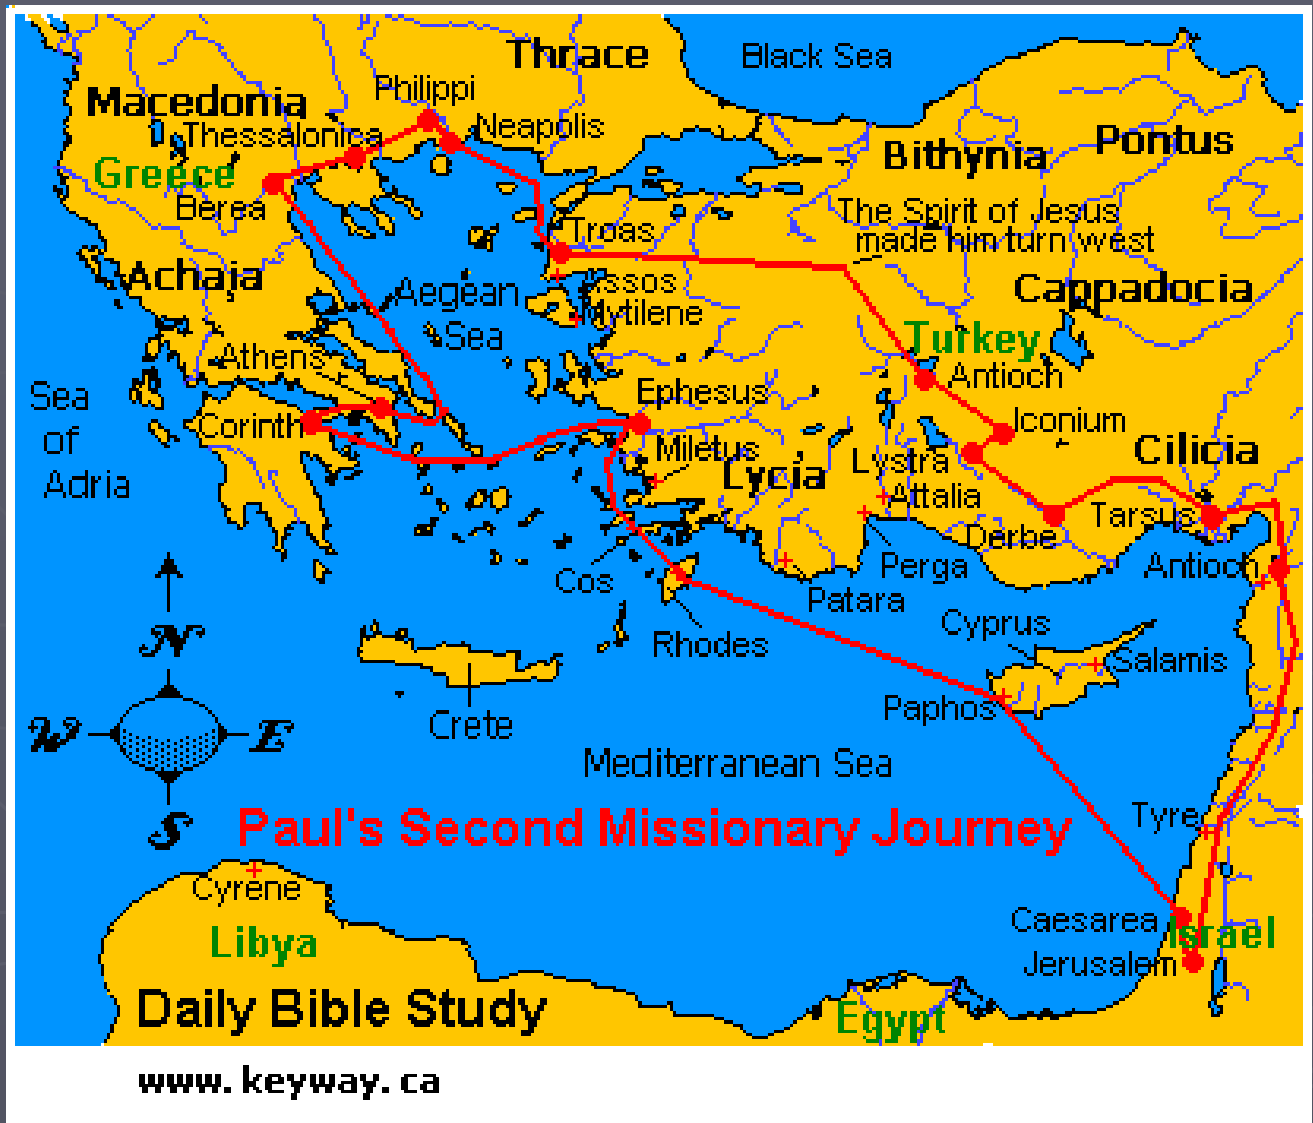 Thrace
Black Sea
Philippi
Macedonia
Neapolis
Thessalonica
Pontus
Bithynia
Greece
Berea
The Spirit of Jesus
made him turn west
Troas
Achaia
Aegean
Sea
Assos
Mytilene
Cappadocia
Turkey
Athens
Antioch
Ephesus
Sea
of
Adria
Corinth
Iconium
Miletus
Lycia
Lystra
Cilicia
Attalia
Tarsus
Derbe
Perga
Antioch
Cos
Patara
Rhodes
Cyprus
Salamis
N
Paphos
Crete
W
E
Mediterranean Sea
S
Paul's Second Missionary Journey
Tyre
Cyrene
Caesarea
Israel
Libya
Jerusalem
Daily Bible Study
Egypt
www.keyway.ca